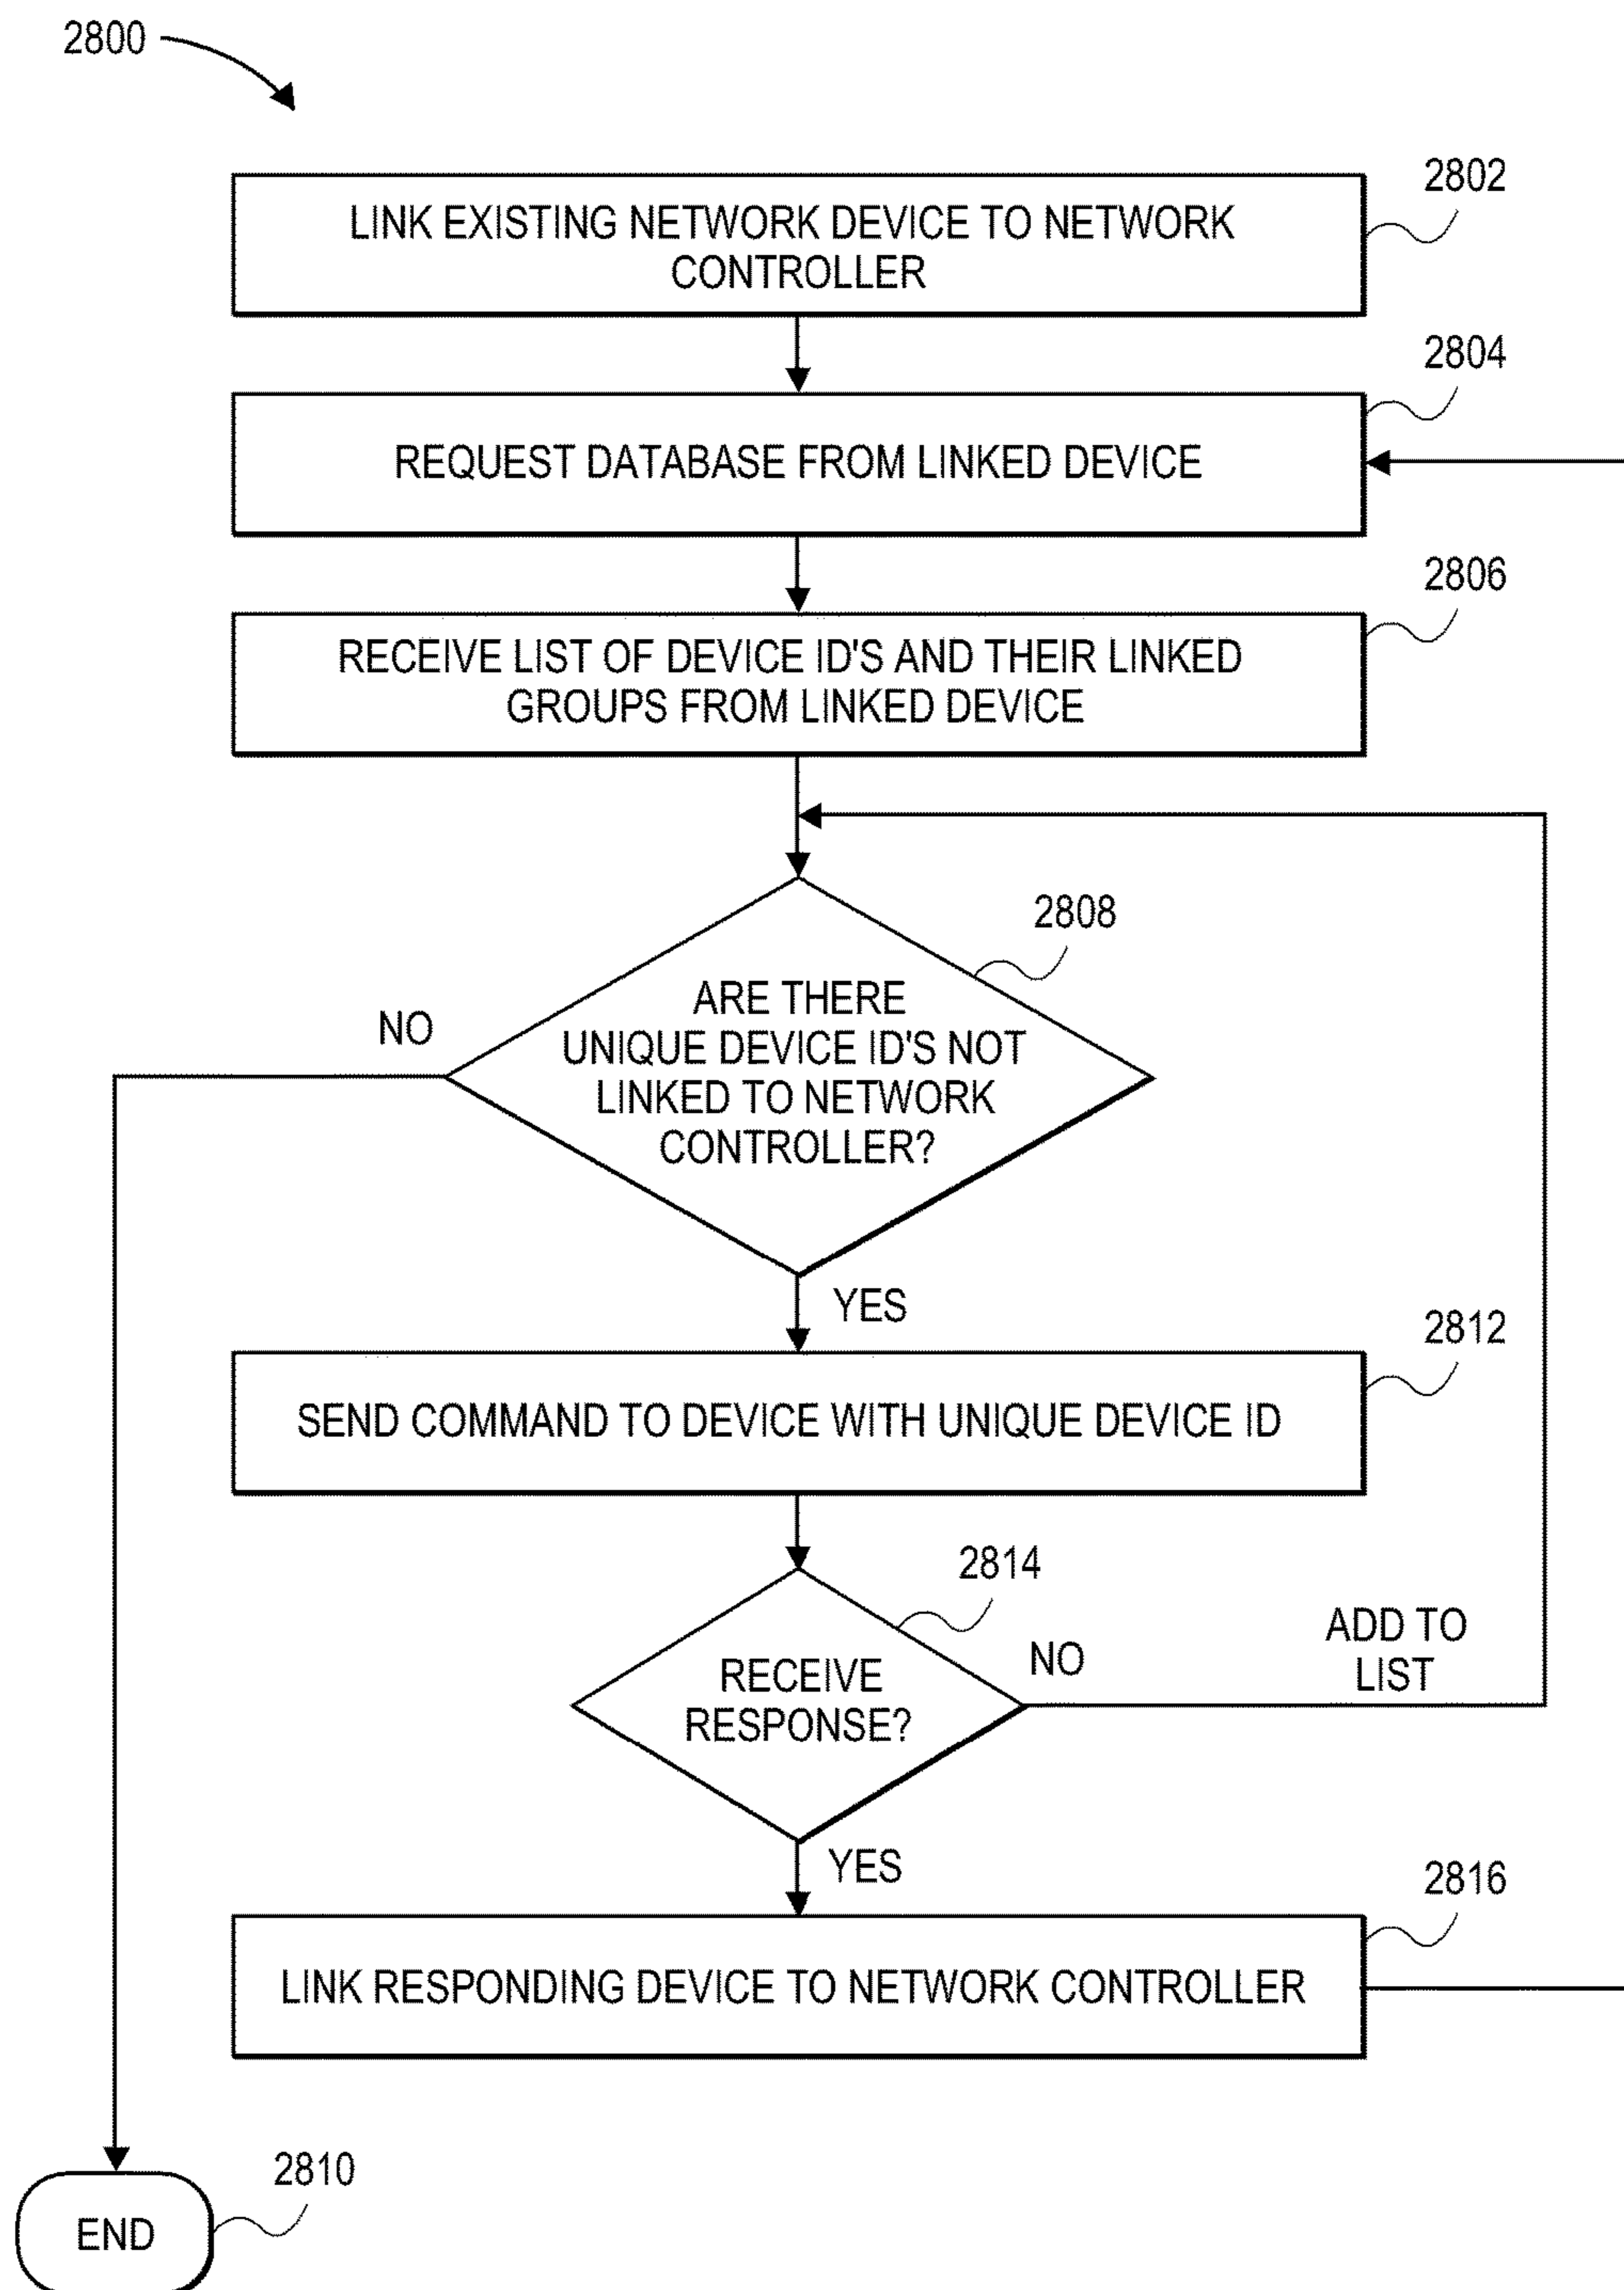 2800
2802
LINK EXISTING NETWORK DEVICE TO NETWORK
CONTROLLER
2804
REQUEST DATABASE FROM LINKED DEVICE
2806
RECEIVE LIST OF DEVICE ID'S AND THEIR LINKED
GROUPS FROM LINKED DEVICE
2808
NO
ARE THERE
UNIQUE DEVICE ID'S NOT
LINKED TO NETWORK
CONTROLLER?
YES
2812
SEND COMMAND TO DEVICE WITH UNIQUE DEVICE ID
2814
RECEIVE
RESPONSE?
NO
ADD TO
LIST
YES
2816
LINK RESPONDING DEVICE TO NETWORK CONTROLLER
2810
END